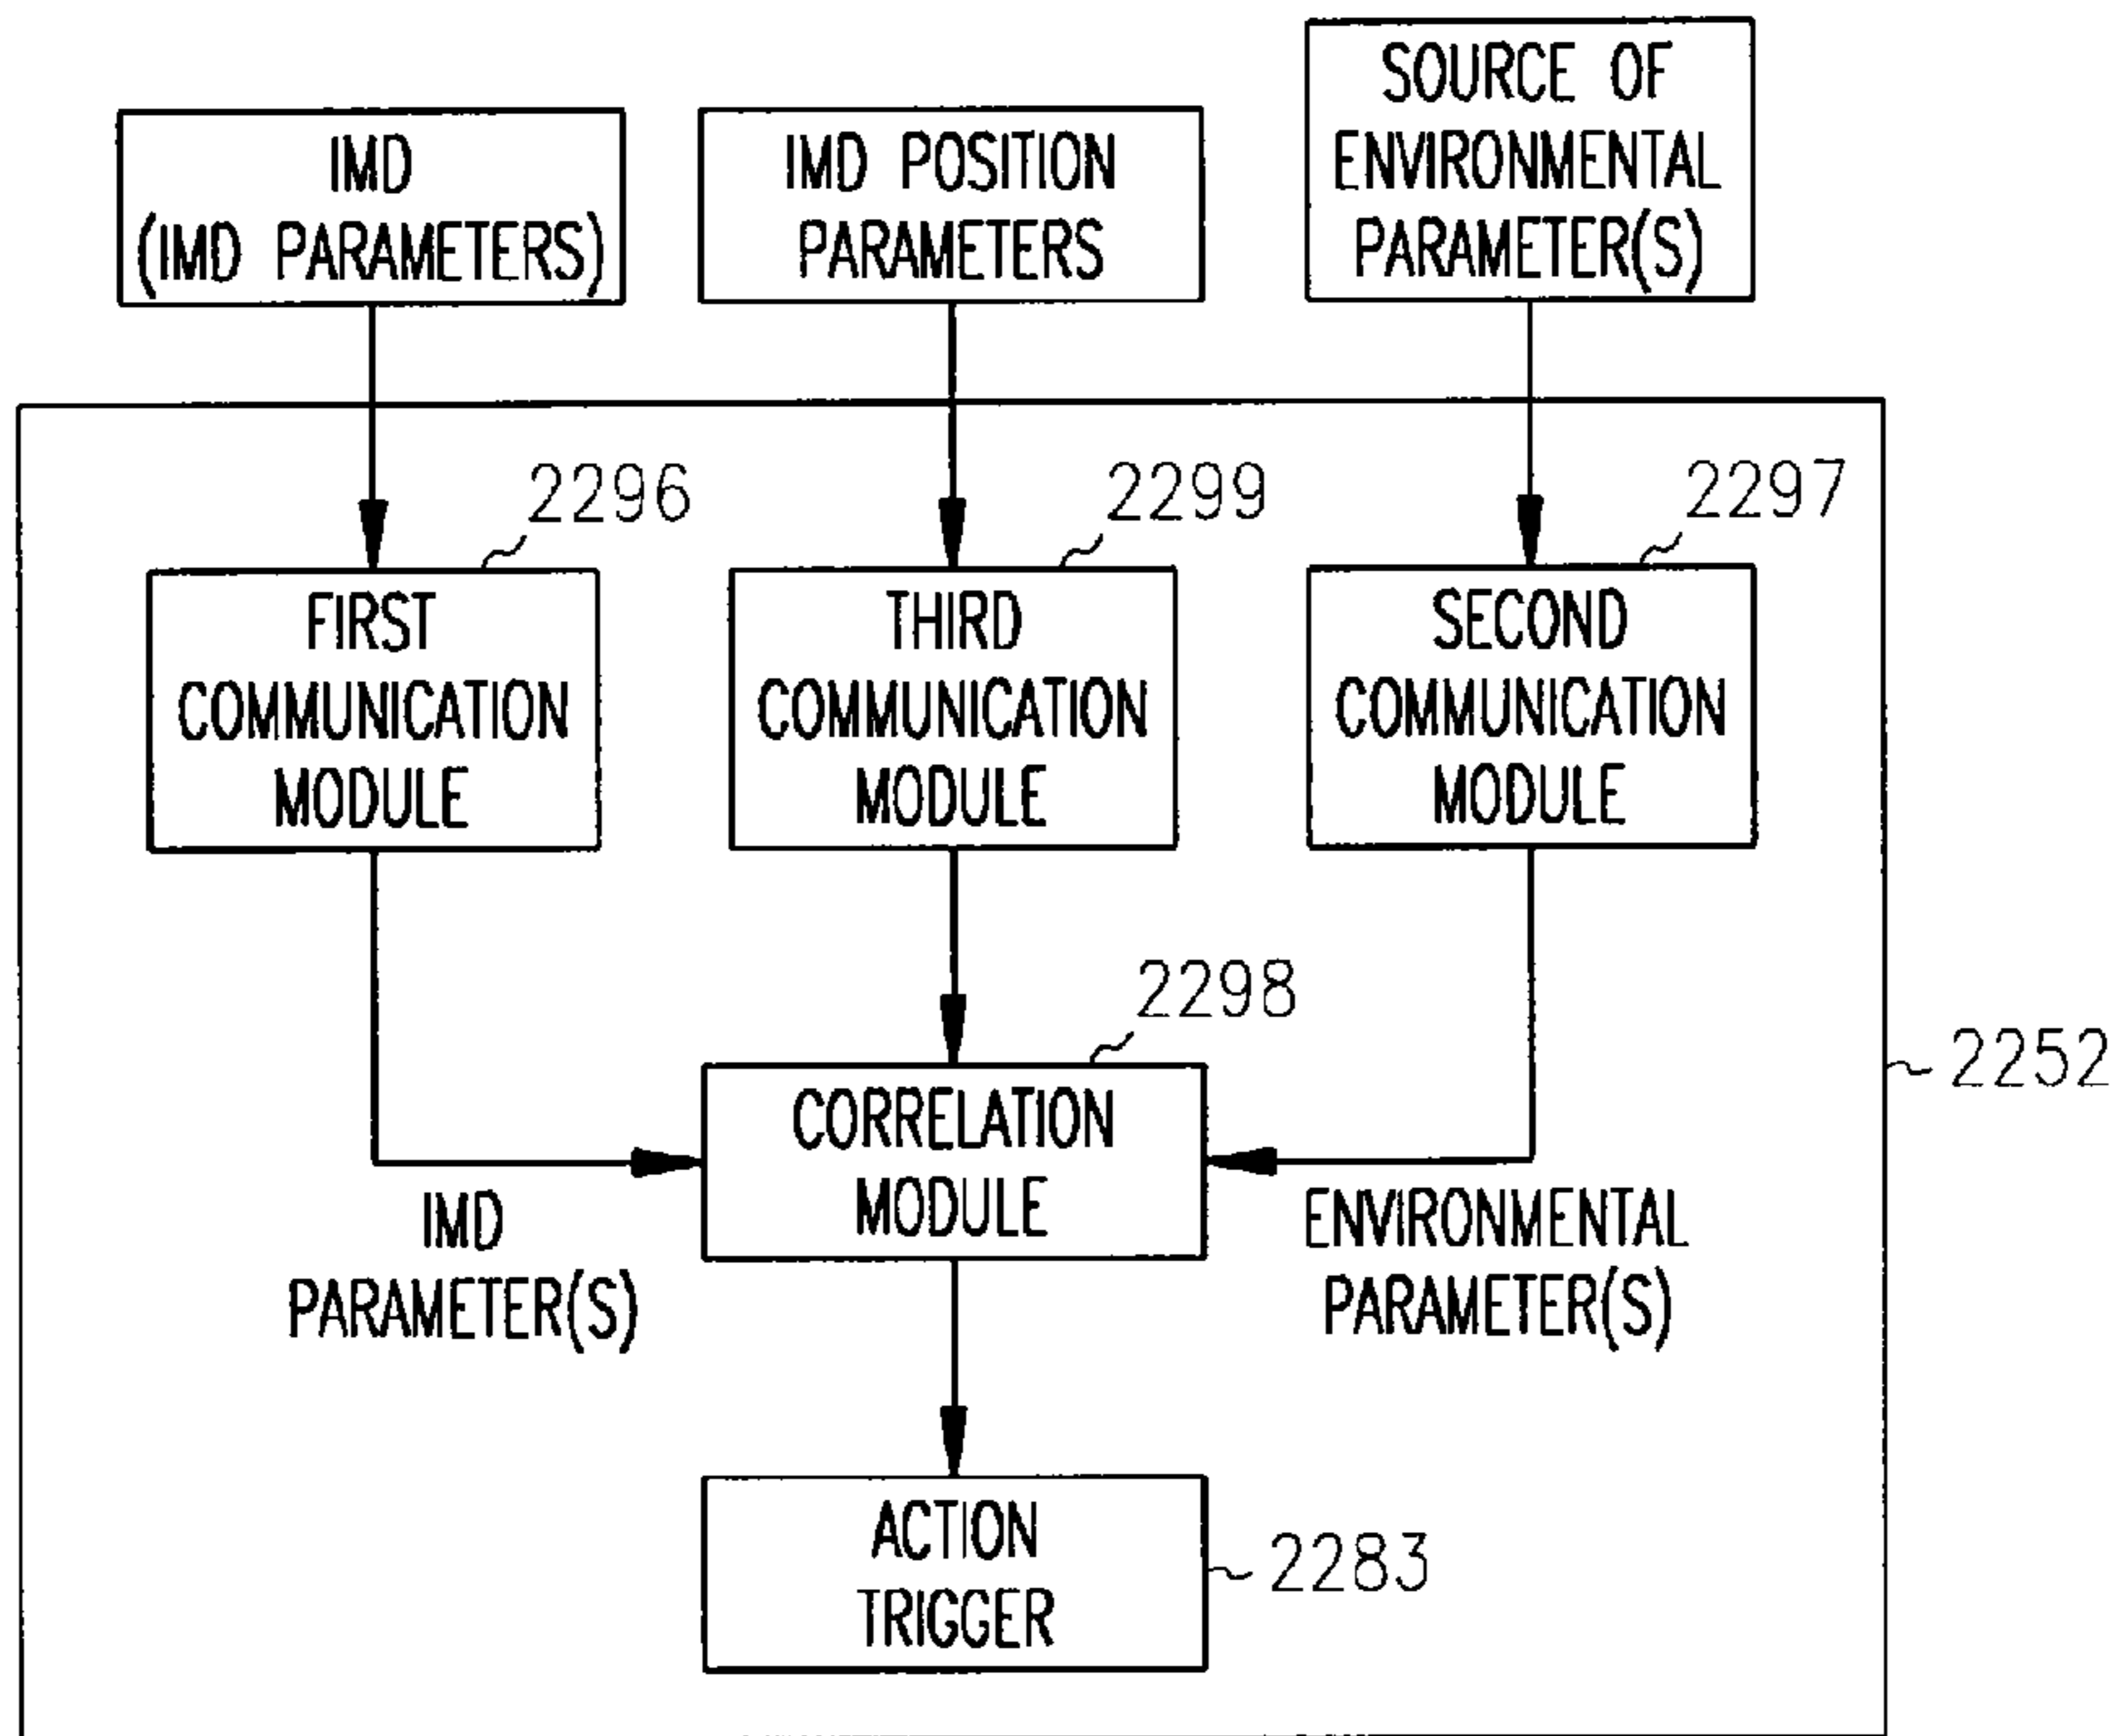 IMD
(IMD PARAMETERS)
IMD POSITION
PARAMETERS
SOURCE OF
ENVIRONMENTAL
PARAMETER(S)
2296
2299
2297
FIRST
COMMUNICATION
MODULE
THIRD
COMMUNICATION
MODULE
SECOND
COMMUNICATION
MODULE
2298
2252
CORRELATION
MODULE
IMD
PARAMETER(S)
ENVIRONMENTAL
PARAMETER(S)
ACTION
TRIGGER
2283